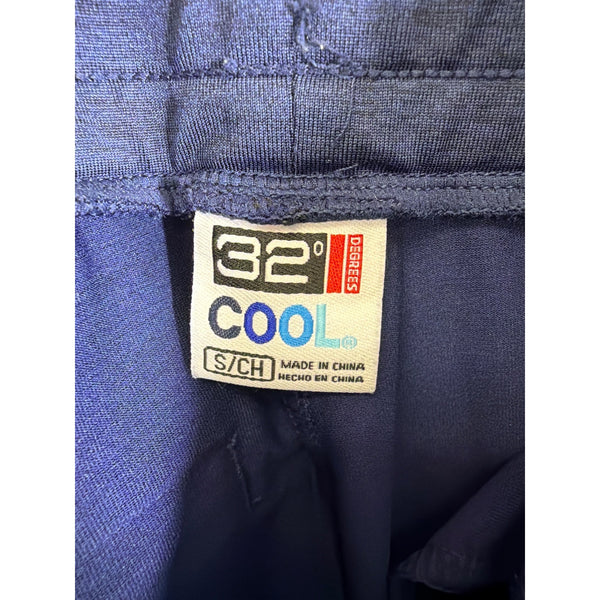 32° DEGREES
COOL®
S/CH MADE IN CHINA
HECHO EN CHINA